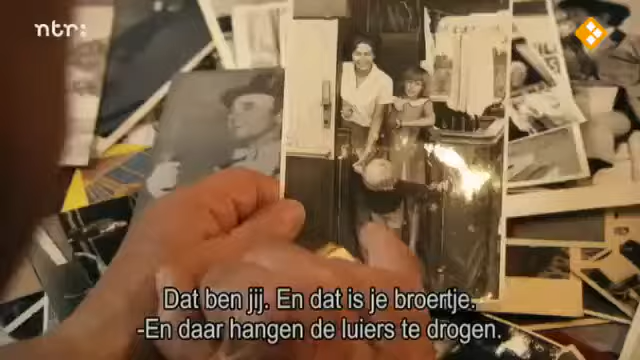 ntr:
Dat ben jij. En dat is je broertje.
-En daar hangen de luiers te drogen.